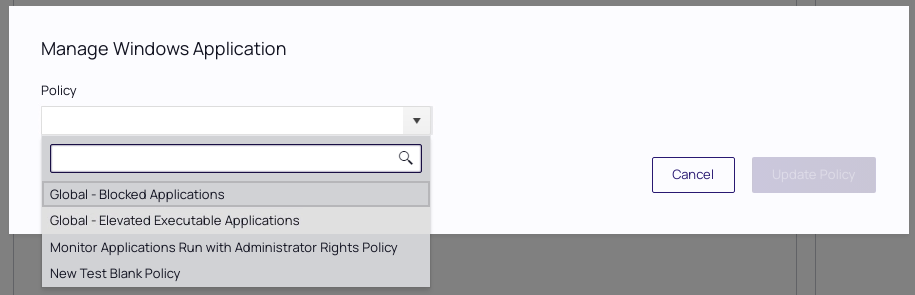 Manage Windows Application
Policy
Global - Blocked Applications
Global - Elevated Executable Applications
Monitor Applications Run with Administrator Rights Policy
New Test Blank Policy
Cancel
Update Policy